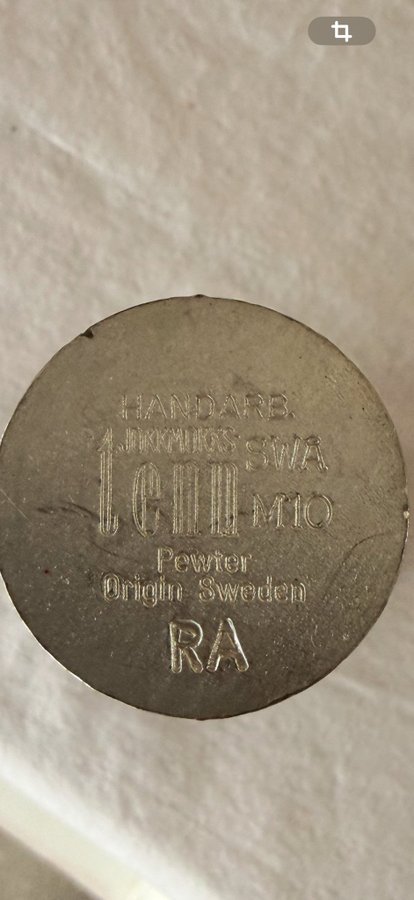 HANDARB.
JOKKMOKKS SWÅ
tenn M10
Pewter
Origin Sweden
RA